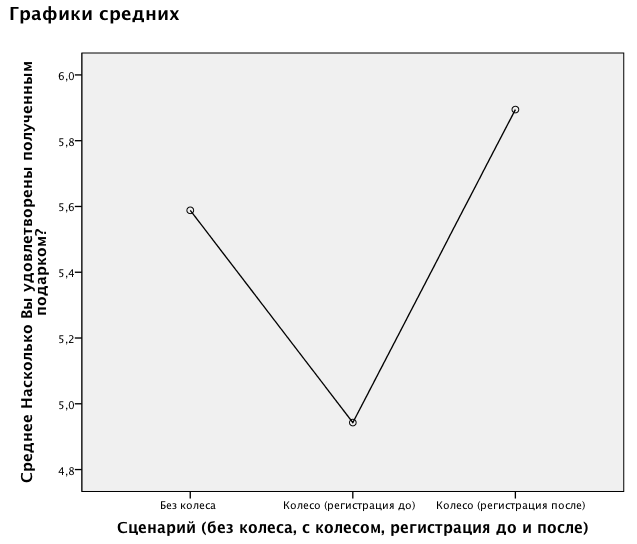 Графики средних
Среднее Насколько Вы удовлетворены полученным
подарком?
6,0
5,8
5,6
5,4
5,2
5,0
4,8
Без колеса
Колесо (регистрация до)
Колесо (регистрация после)
Сценарий (без колеса, с колесом, регистрация до и после)